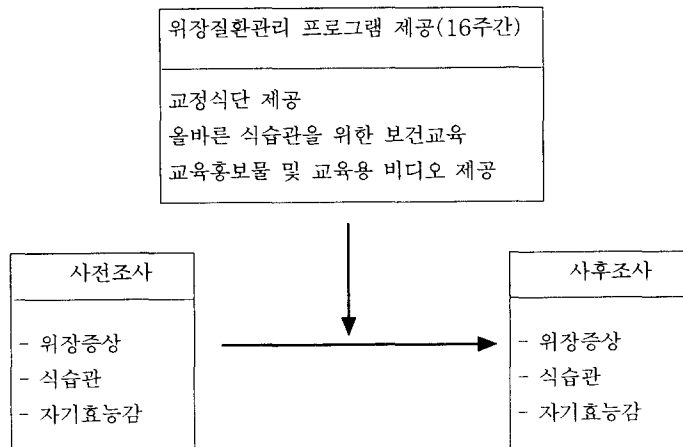 위장질환관리 프로그램 제공(16주간)
교정식단 제공
올바른 식습관을 위한 보건교육
교육홍보물 및 교육용 비디오 제공
사전조사
- 위장증상
- 식습관
- 자기효능감
사후조사
- 위장증상
- 식습관
- 자기효능감